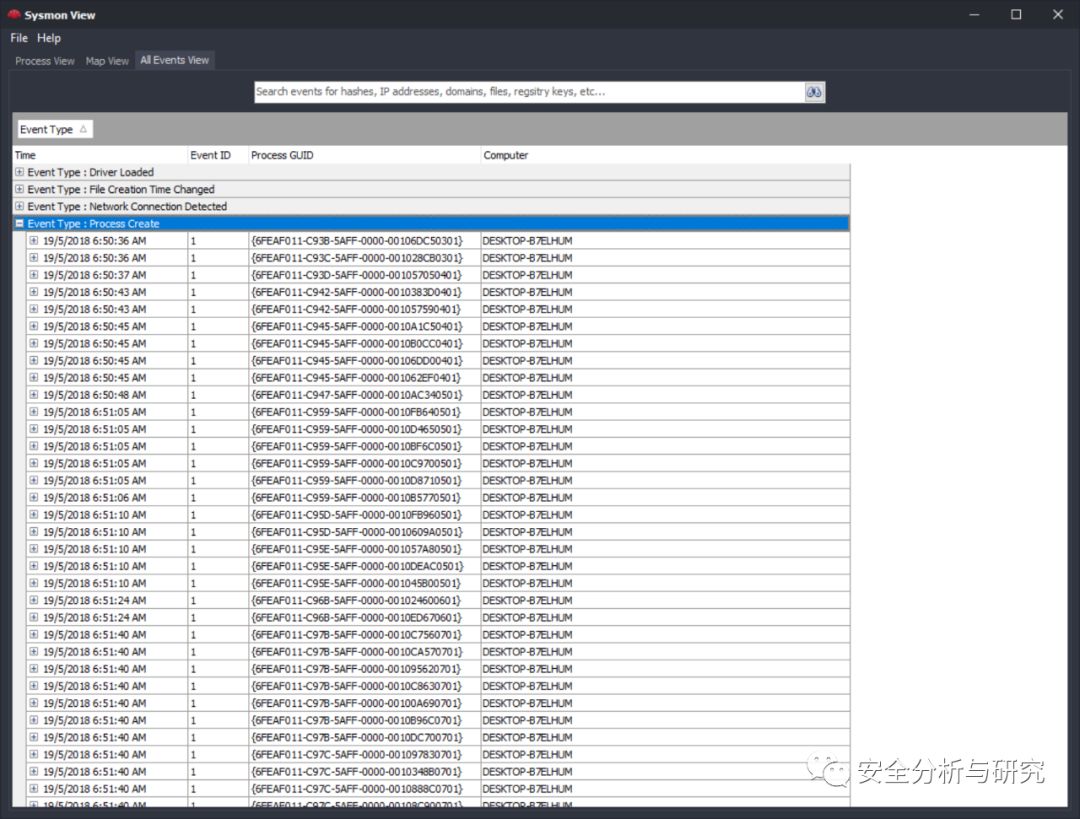 Sysmon View
File Help
Process View Map View All Events View
Search events for hashes, IP addresses, domains, files, regsitry keys, etc...
Event Type
Time Event ID Process GUID Computer
Event Type : Driver Loaded
Event Type : File Creation Time Changed
Event Type : Network Connection Detected
Event Type : Process Create
19/5/2018 6:50:36 AM 1 {6FEAF011-C93B-5AFF-0000-00106DC50301} DESKTOP-B7ELHUM
19/5/2018 6:50:36 AM 1 {6FEAF011-C93C-5AFF-0000-001028CB0301} DESKTOP-B7ELHUM
19/5/2018 6:50:37 AM 1 {6FEAF011-C93D-5AFF-0000-001057050401} DESKTOP-B7ELHUM
19/5/2018 6:50:43 AM 1 {6FEAF011-C942-5AFF-0000-0010383D0401} DESKTOP-B7ELHUM
19/5/2018 6:50:43 AM 1 {6FEAF011-C942-5AFF-0000-001057590401} DESKTOP-B7ELHUM
19/5/2018 6:50:45 AM 1 {6FEAF011-C945-5AFF-0000-0010A1C50401} DESKTOP-B7ELHUM
19/5/2018 6:50:45 AM 1 {6FEAF011-C945-5AFF-0000-0010B0CC0401} DESKTOP-B7ELHUM
19/5/2018 6:50:45 AM 1 {6FEAF011-C945-5AFF-0000-00106DD00401} DESKTOP-B7ELHUM
19/5/2018 6:50:45 AM 1 {6FEAF011-C945-5AFF-0000-001062EF0401} DESKTOP-B7ELHUM
19/5/2018 6:50:48 AM 1 {6FEAF011-C947-5AFF-0000-0010AC340501} DESKTOP-B7ELHUM
19/5/2018 6:51:05 AM 1 {6FEAF011-C959-5AFF-0000-0010FB640501} DESKTOP-B7ELHUM
19/5/2018 6:51:05 AM 1 {6FEAF011-C959-5AFF-0000-0010D4650501} DESKTOP-B7ELHUM
19/5/2018 6:51:05 AM 1 {6FEAF011-C959-5AFF-0000-0010BF6C0501} DESKTOP-B7ELHUM
19/5/2018 6:51:05 AM 1 {6FEAF011-C959-5AFF-0000-0010C9700501} DESKTOP-B7ELHUM
19/5/2018 6:51:05 AM 1 {6FEAF011-C959-5AFF-0000-0010D8710501} DESKTOP-B7ELHUM
19/5/2018 6:51:06 AM 1 {6FEAF011-C959-5AFF-0000-0010B5770501} DESKTOP-B7ELHUM
19/5/2018 6:51:10 AM 1 {6FEAF011-C95D-5AFF-0000-0010FB960501} DESKTOP-B7ELHUM
19/5/2018 6:51:10 AM 1 {6FEAF011-C95D-5AFF-0000-0010609A0501} DESKTOP-B7ELHUM
19/5/2018 6:51:10 AM 1 {6FEAF011-C95E-5AFF-0000-001057A80501} DESKTOP-B7ELHUM
19/5/2018 6:51:10 AM 1 {6FEAF011-C95E-5AFF-0000-0010DEAC0501} DESKTOP-B7ELHUM
19/5/2018 6:51:10 AM 1 {6FEAF011-C95E-5AFF-0000-001045B00501} DESKTOP-B7ELHUM
19/5/2018 6:51:24 AM 1 {6FEAF011-C96B-5AFF-0000-001024600601} DESKTOP-B7ELHUM
19/5/2018 6:51:24 AM 1 {6FEAF011-C96B-5AFF-0000-0010ED670601} DESKTOP-B7ELHUM
19/5/2018 6:51:40 AM 1 {6FEAF011-C97B-5AFF-0000-0010C7560701} DESKTOP-B7ELHUM
19/5/2018 6:51:40 AM 1 {6FEAF011-C97B-5AFF-0000-0010CA570701} DESKTOP-B7ELHUM
19/5/2018 6:51:40 AM 1 {6FEAF011-C97B-5AFF-0000-001095620701} DESKTOP-B7ELHUM
19/5/2018 6:51:40 AM 1 {6FEAF011-C97B-5AFF-0000-0010C8630701} DESKTOP-B7ELHUM
19/5/2018 6:51:40 AM 1 {6FEAF011-C97B-5AFF-0000-00100A690701} DESKTOP-B7ELHUM
19/5/2018 6:51:40 AM 1 {6FEAF011-C97B-5AFF-0000-0010B96C0701} DESKTOP-B7ELHUM
19/5/2018 6:51:40 AM 1 {6FEAF011-C97B-5AFF-0000-0010DC700701} DESKTOP-B7ELHUM
19/5/2018 6:51:40 AM 1 {6FEAF011-C97C-5AFF-0000-001097830701} DESKTOP-B7ELHUM
19/5/2018 6:51:40 AM 1 {6FEAF011-C97C-5AFF-0000-0010348B0701} DESKTOP-B7ELHUM
19/5/2018 6:51:40 AM 1 {6FEAF011-C97C-5AFF-0000-0010888C0701} DESKTOP-B7ELHUM
19/5/2018 6:51:40 AM 1 {6FEAF011-C97C-5AFF-0000-00108C900701} DESKTOP-B7ELHUM
安全分析与研究